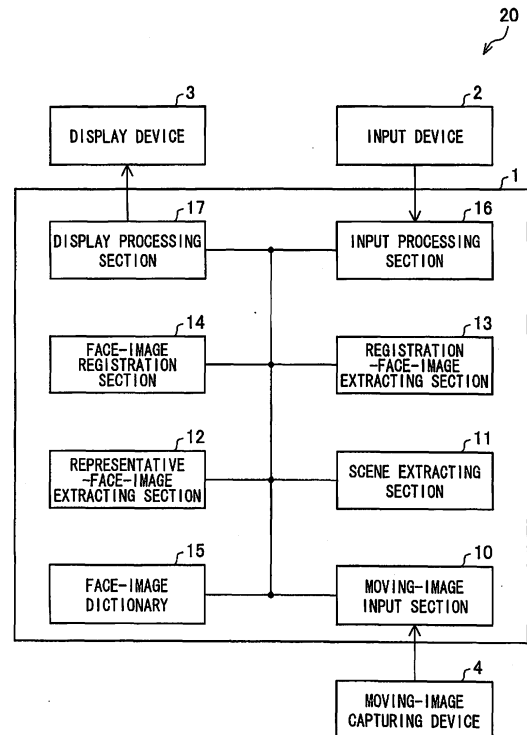 20
3
2
DISPLAY DEVICE
INPUT DEVICE
1
17
16
DISPLAY PROCESSING
SECTION
INPUT PROCESSING
SECTION
14
13
FACE-IMAGE
REGISTRATION
SECTION
REGISTRATION
-FACE-IMAGE
EXTRACTING SECTION
12
11
REPRESENTATIVE
-FACE-IMAGE
EXTRACTING SECTION
SCENE EXTRACTING
SECTION
15
10
FACE-IMAGE
DICTIONARY
MOVING-IMAGE
INPUT SECTION
4
MOVING-IMAGE
CAPTURING DEVICE